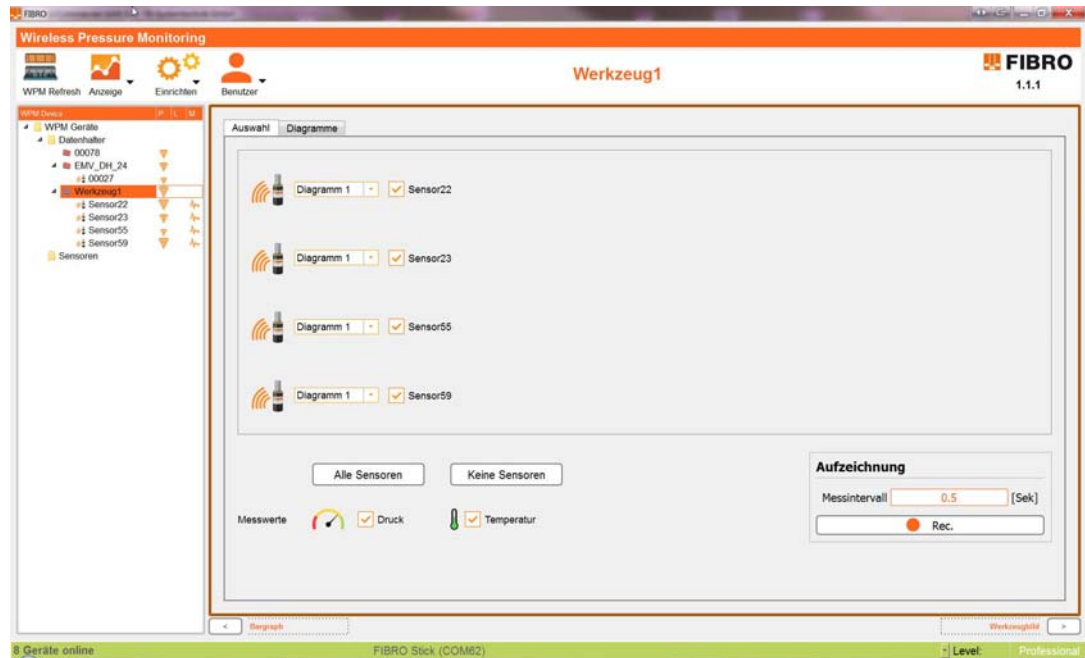 FIBRO
Wireless Pressure Monitoring
WPM Refresh
Anzeige
Einrichten
Benutzer
Werkzeug1
FIBRO
1.1.1
WPM Device P L M
WPM Geräte
Datenhalter
00078
EMV_DH_24
00027
Werkzeug1
Sensor22
Sensor23
Sensor55
Sensor59
Sensoren
Auswahl
Diagramme
Diagramm 1 Sensor22
Diagramm 1 Sensor23
Diagramm 1 Sensor55
Diagramm 1 Sensor59
Alle Sensoren
Keine Sensoren
Messwerte
Druck
Temperatur
Aufzeichnung
Messintervall 0.5 [Sek]
Rec.
< Bargraph
Werkzeugbild >
8 Geräte online
FIBRO Stick (COM62)
Level: Professional